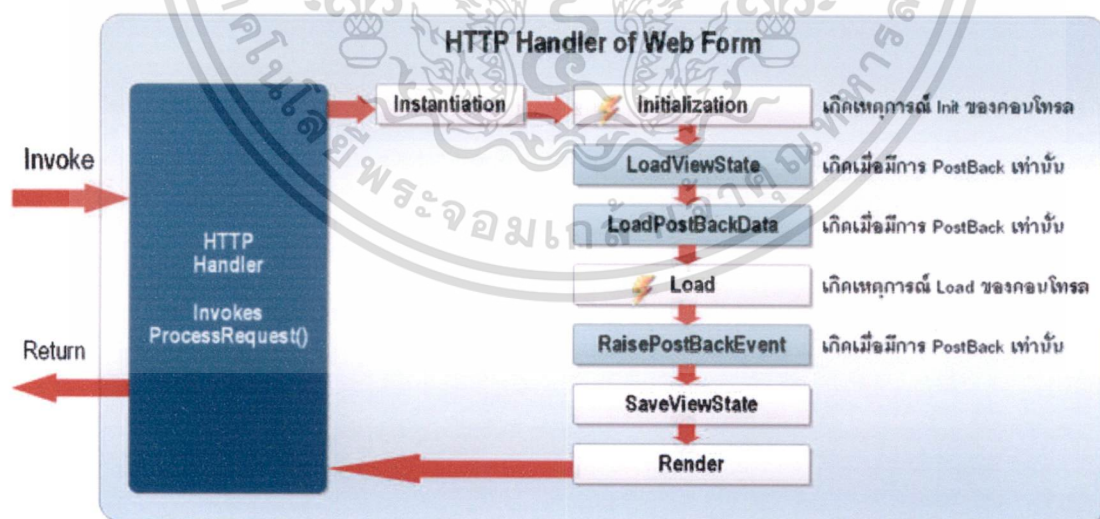 HTTP Handler of Web Form
Invoke
Return
HTTP
Handler
Invokes
ProcessRequest()
Instantiation
Initialization
เกิดเหตุการณ์ Init ของคอนโทรล
LoadViewState
เกิดเมื่อมีการ PostBack เท่านั้น
LoadPostBackData
เกิดเมื่อมีการ PostBack เท่านั้น
Load
เกิดเหตุการณ์ Load ของคอนโทรล
RaisePostBackEvent
เกิดเมื่อมีการ PostBack เท่านั้น
SaveViewState
Render